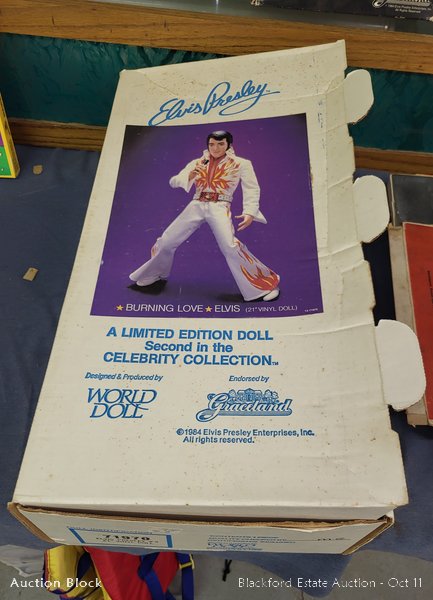 Elvis Presley
★ BURNING LOVE ★ ELVIS (21" VINYL DOLL)
A LIMITED EDITION DOLL
Second in the
CELEBRITY COLLECTION™
Designed & Produced by
WORLD
DOLL
Endorsed by
Graceland
©1984 Elvis Presley Enterprises, Inc.
All rights reserved.
71970
Auction Block
Blackford Estate Auction - Oct 11